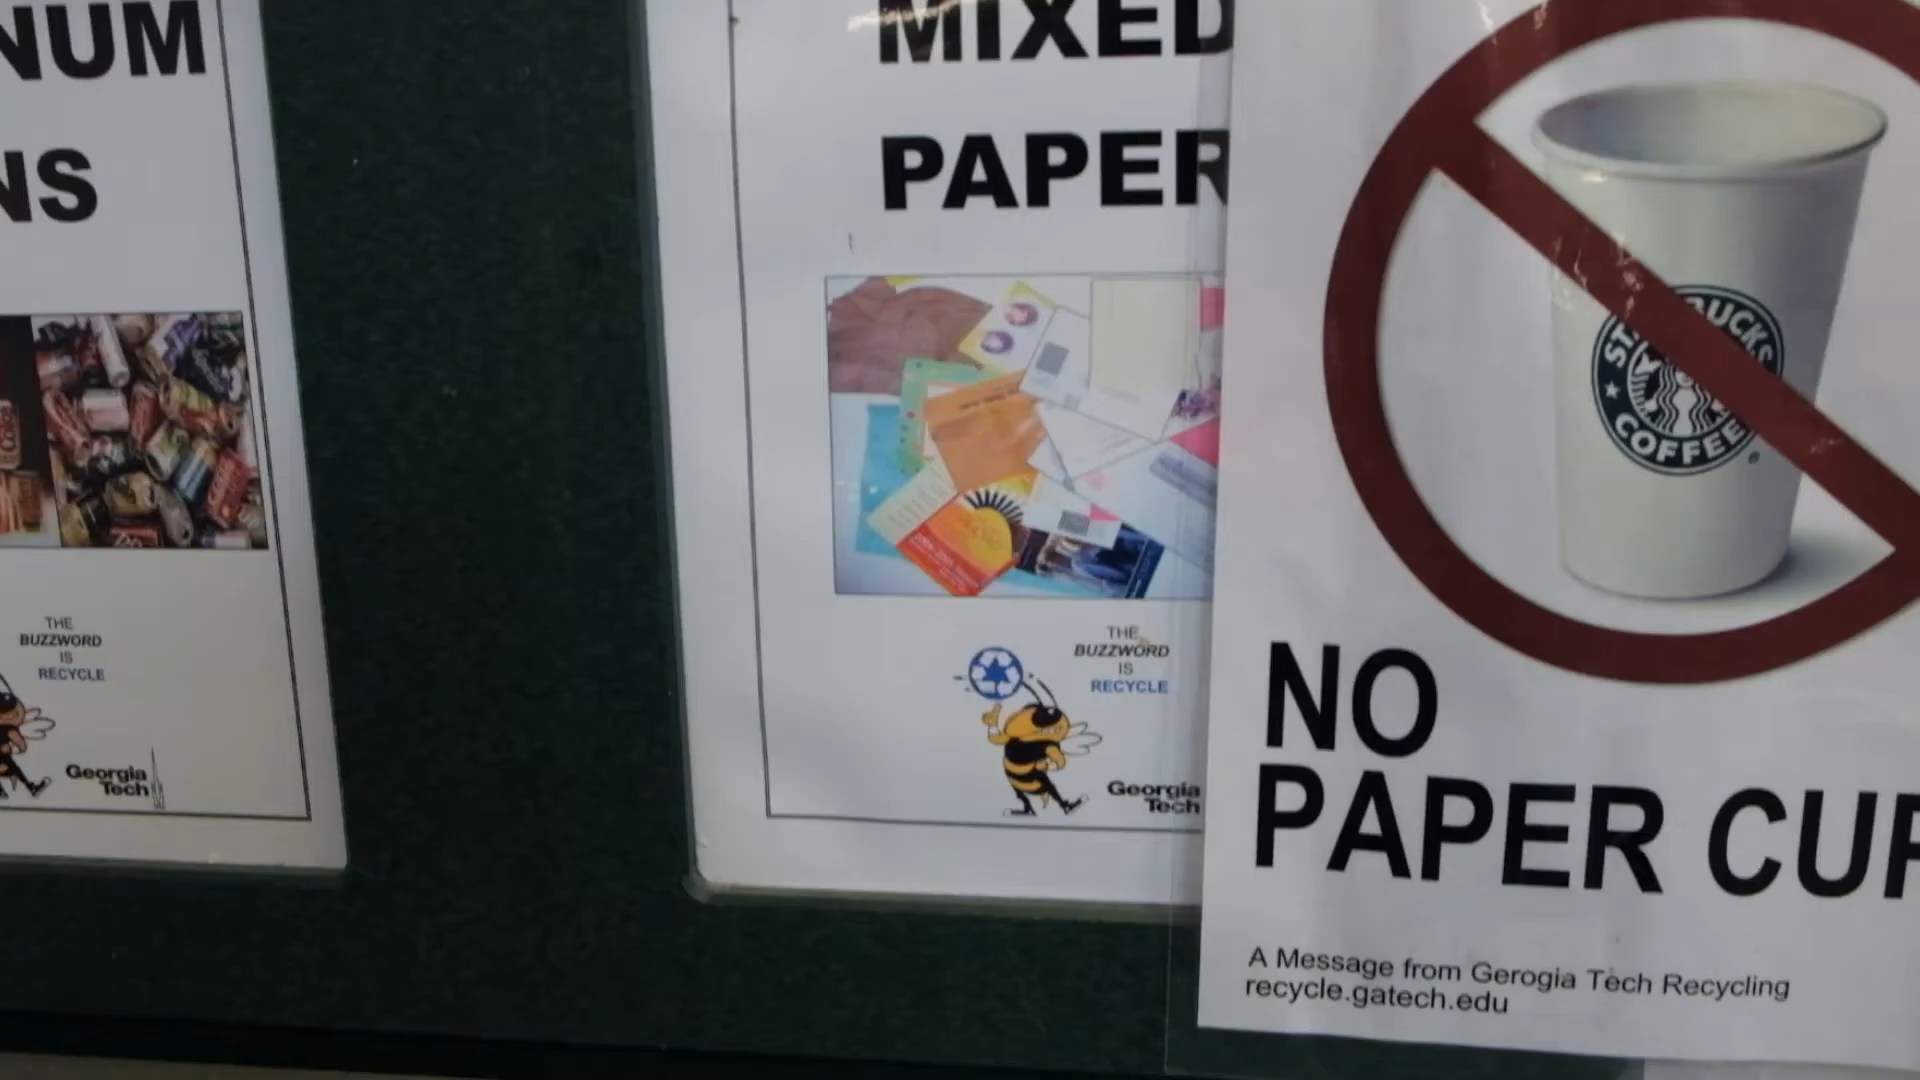 NUM
NS
THE
BUZZWORD
IS
RECYCLE
Georgia
Tech
MIXED
PAPER
THE
BUZZWORD
IS
RECYCLE
Georgia
Tech
COFFEE
NO
PAPER CUP
A Message from Gerogia Tech Recycling
recycle.gatech.edu